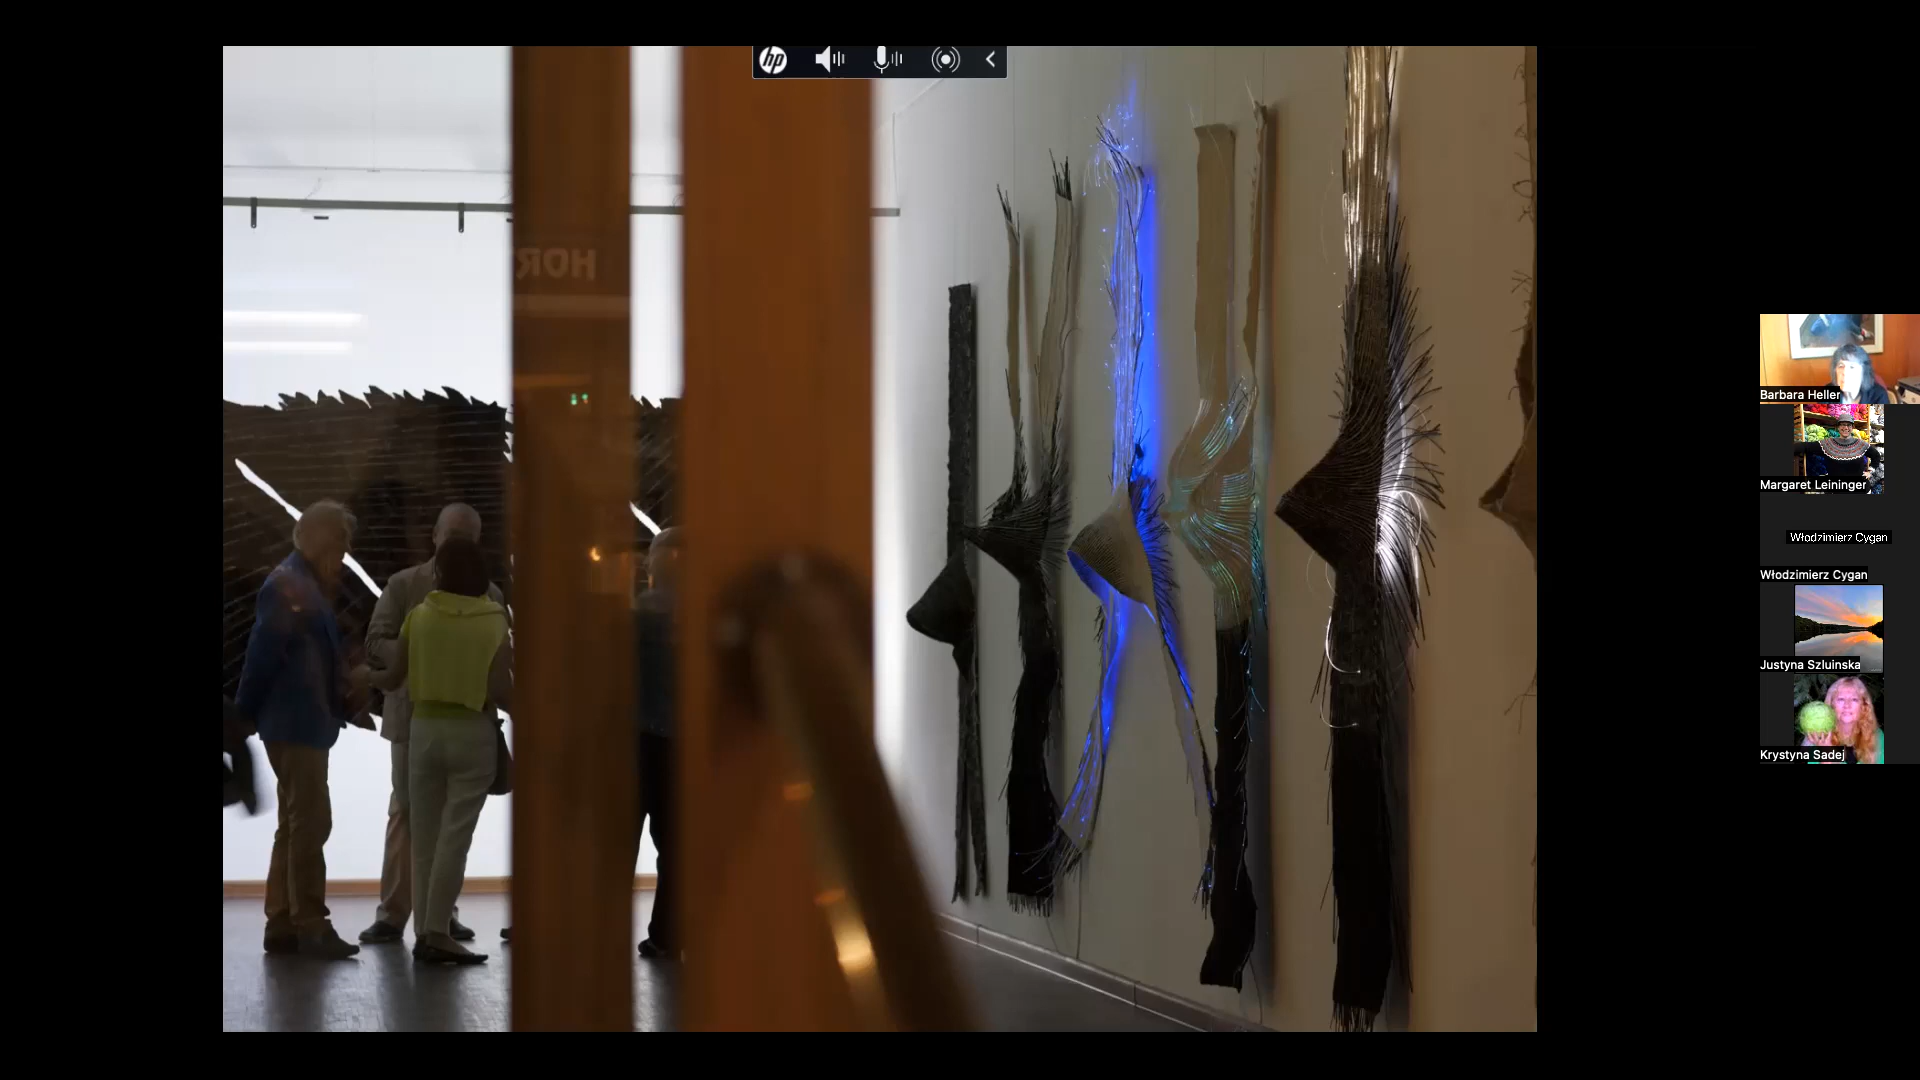 hp
HOR
Barbara Heller
Margaret Leininger
Włodzimierz Cygan
Włodzimierz Cygan
Justyna Szluinska
Krystyna Sadej